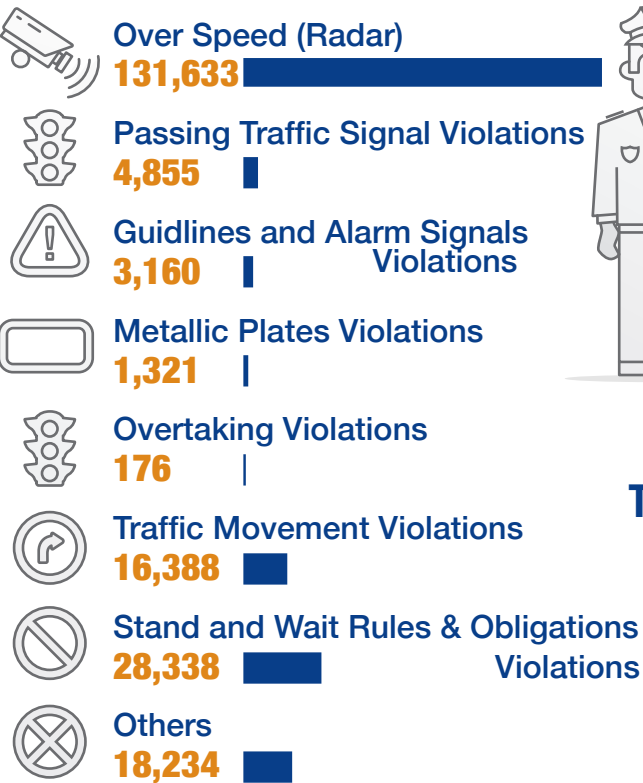 Over Speed (Radar)
131,633
Passing Traffic Signal Violations
4,855
Guidlines and Alarm Signals
Violations
3,160
Metallic Plates Violations
1,321
Overtaking Violations
176
T
Traffic Movement Violations
16,388
Stand and Wait Rules & Obligations
Violations
28,338
Others
18,234